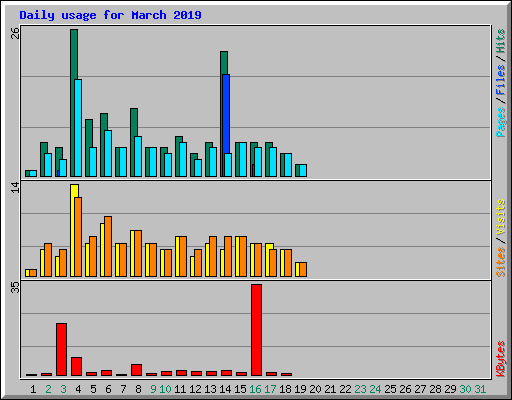 Daily usage for March 2019
26
Pages / Files / Hits
14
Sites / Visits
35
KBytes
1 2 3 4 5 6 7 8 9 10 11 12 13 14 15 16 17 18 19 20 21 22 23 24 25 26 27 28 29 30 31